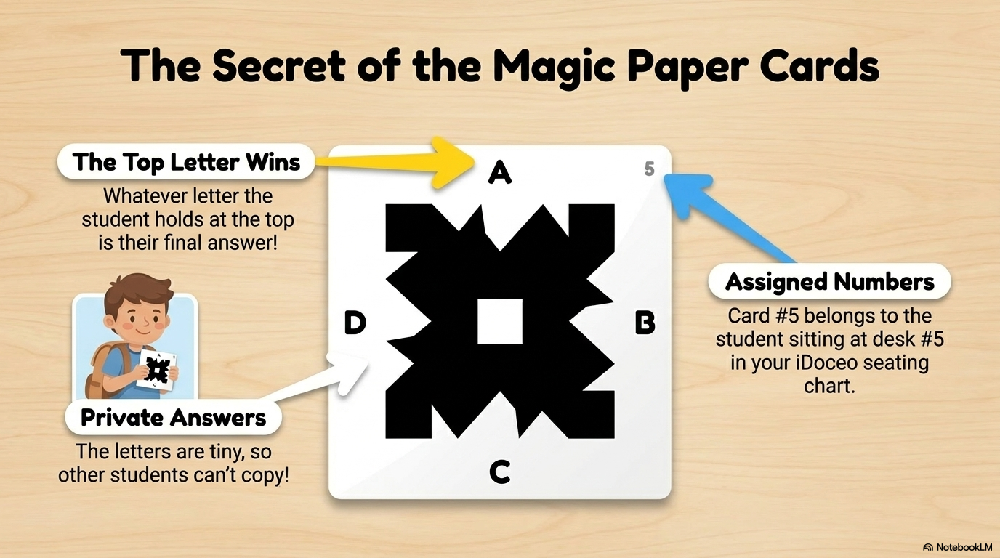 The Secret of the Magic Paper Cards
The Top Letter Wins
Whatever letter the
student holds at the top
is their final answer!
A
5
D
B
C
Assigned Numbers
Card #5 belongs to the
student sitting at desk #5
in your iDoceo seating
chart.
A
5
C
Private Answers
The letters are tiny, so
other students can’t copy!
NotebookLM